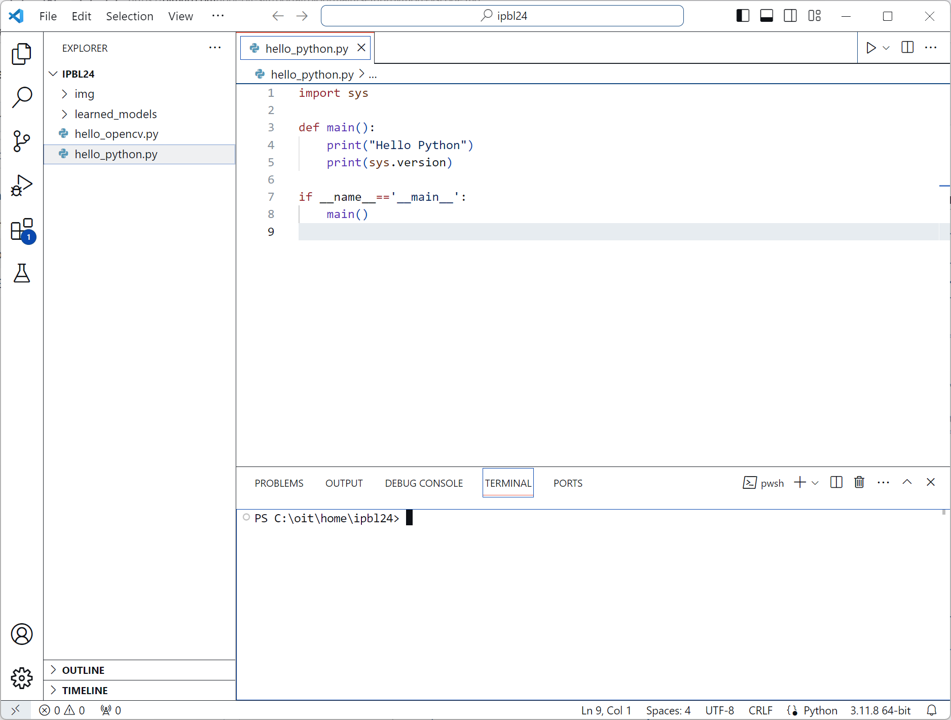 File Edit Selection View ···
ipbl24
EXPLORER ···
IPBL24
img
learned_models
hello_opencv.py
hello_python.py
OUTLINE
TIMELINE
hello_python.py
hello_python.py > ...
1 import sys
2
3 def main():
4     print("Hello Python")
5     print(sys.version)
6
7 if __name__=='__main__':
8     main()
9
PROBLEMS OUTPUT DEBUG CONSOLE TERMINAL PORTS pwsh
PS C:\oit\home\ipbl24>
1
0 0 0 Ln 9, Col 1 Spaces: 4 UTF-8 CRLF Python 3.11.8 64-bit